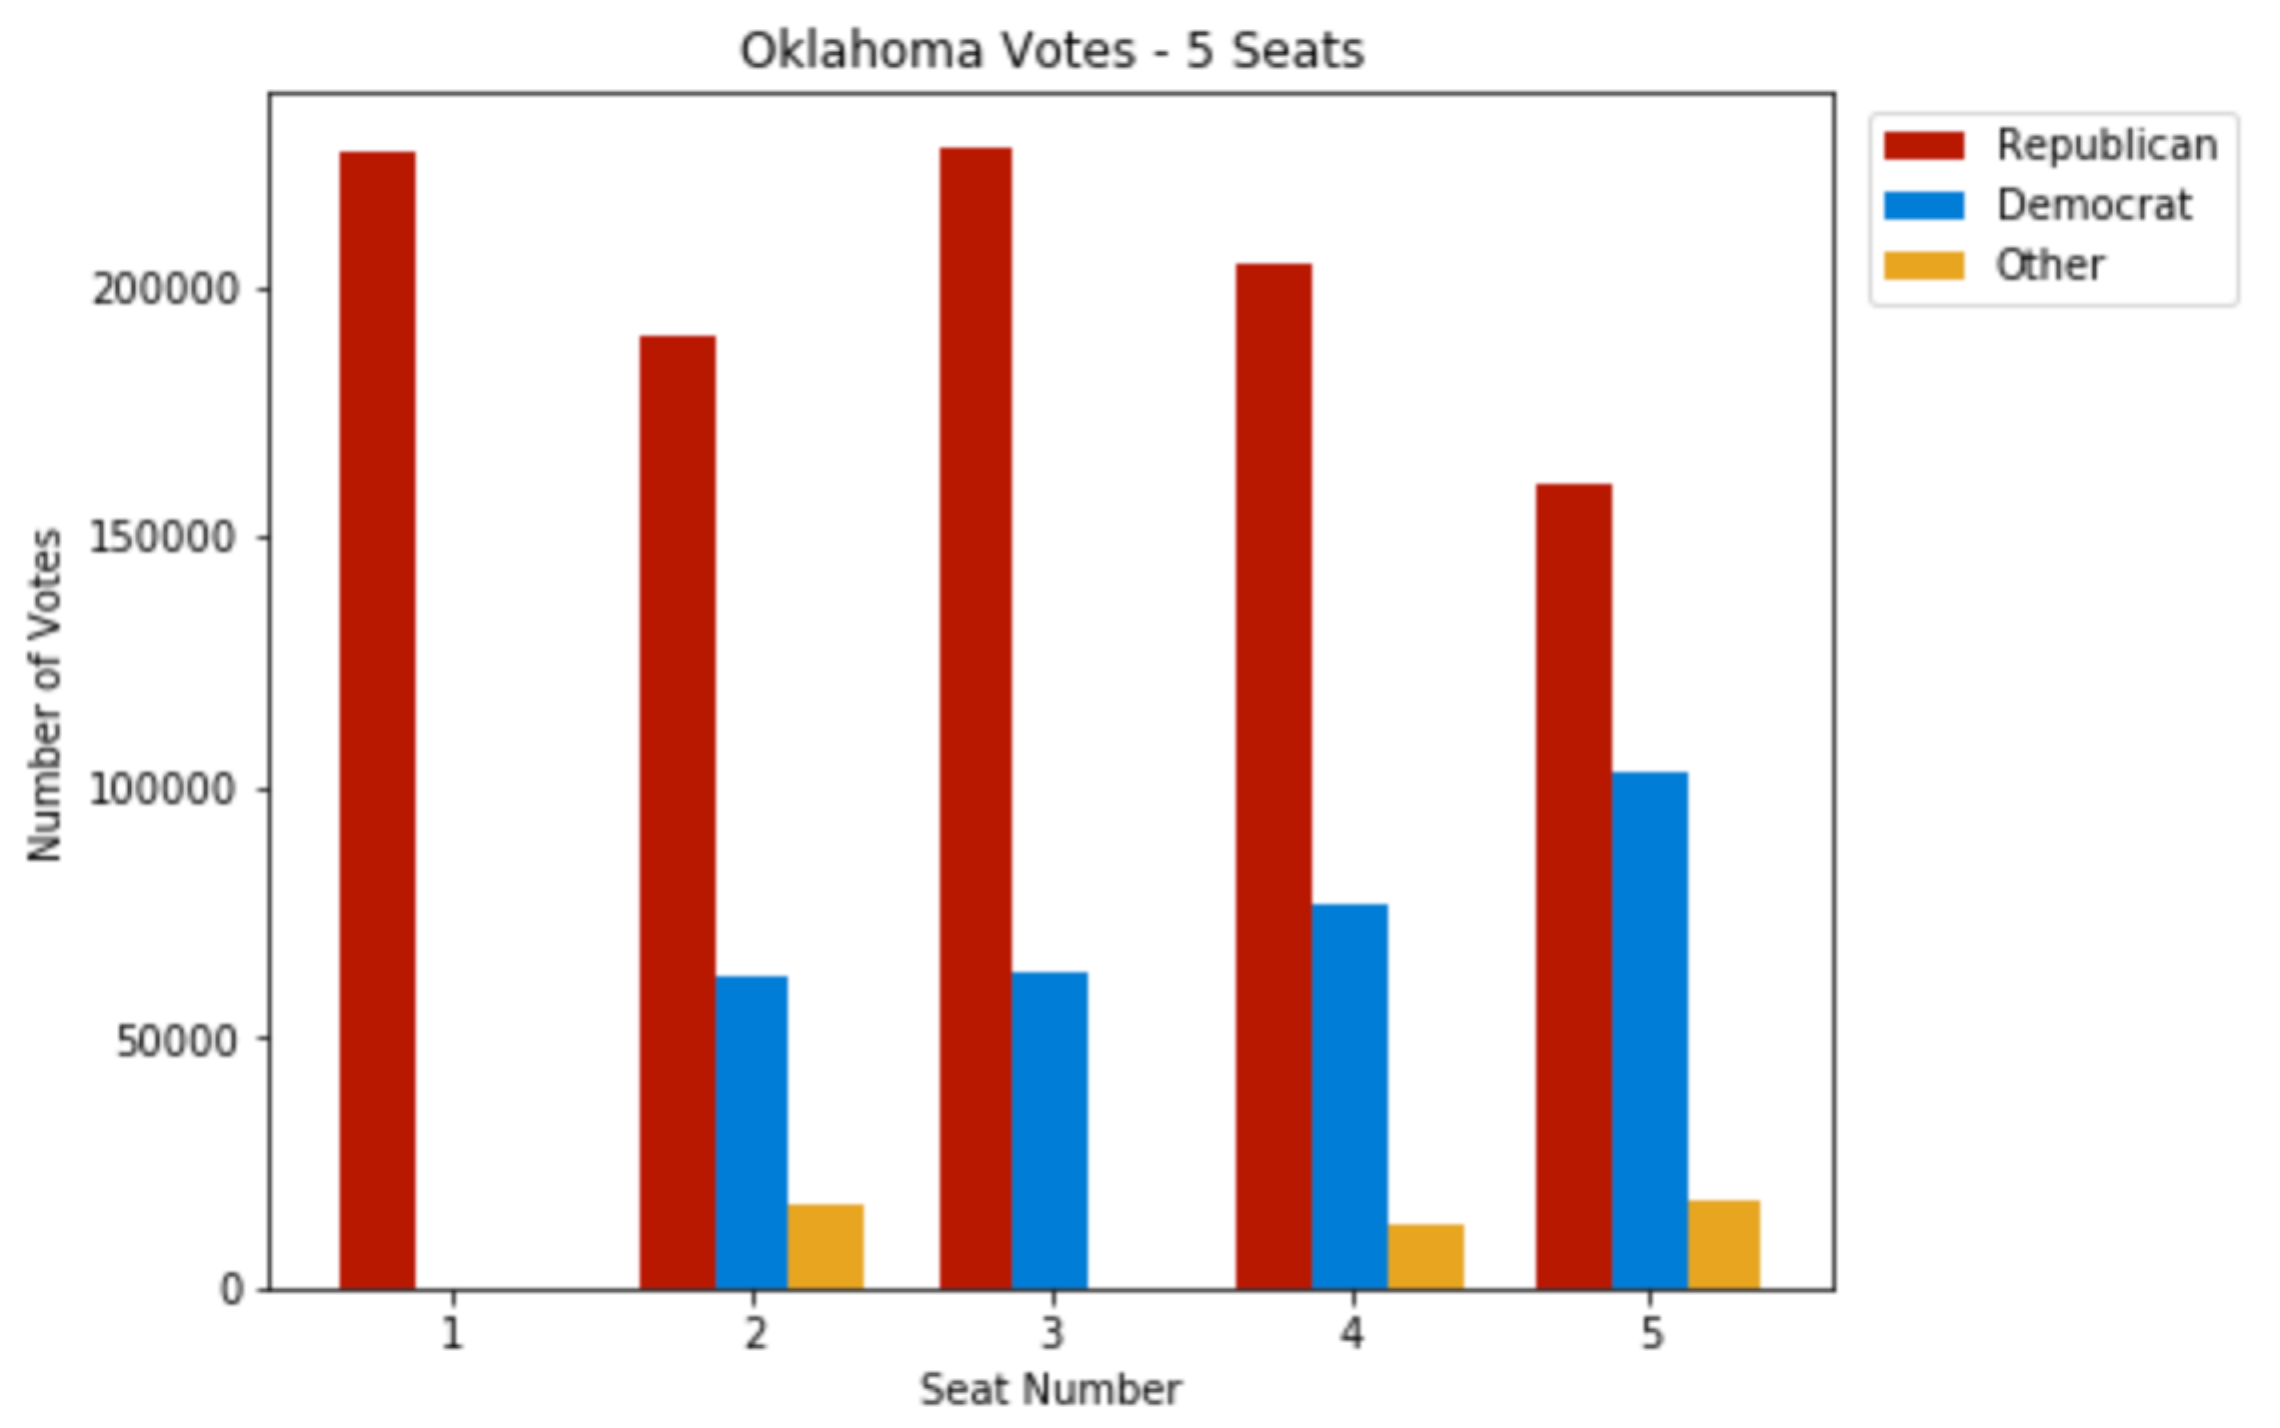 Oklahoma Votes - 5 Seats
Republican
Democrat
Other
Number of Votes
200000
150000
100000
50000
0
1 2 3 4 5
Seat Number